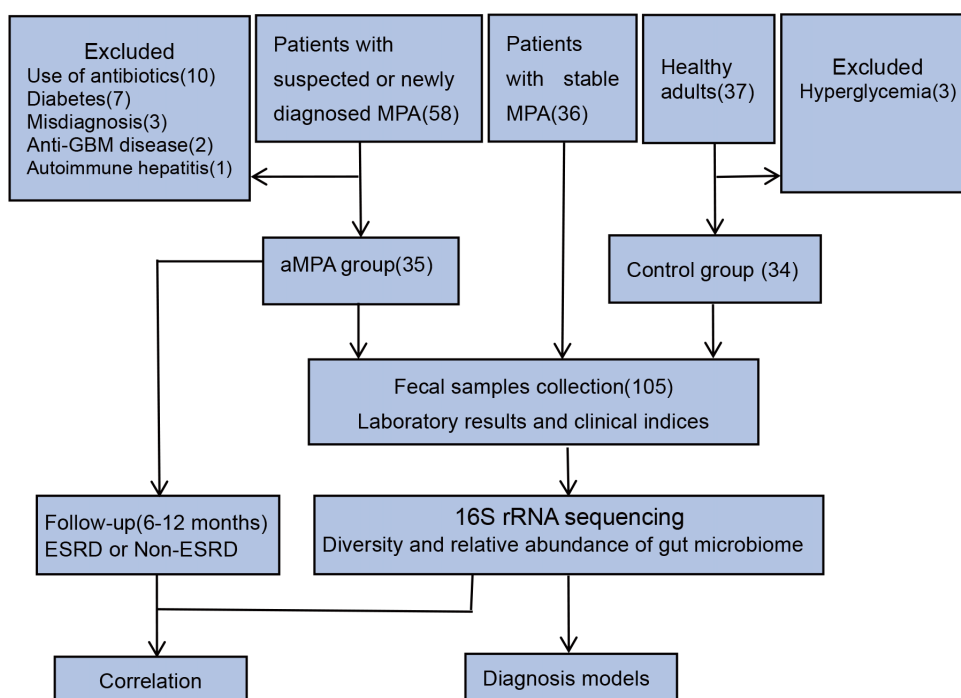 Excluded
Use of antibiotics(10)
Diabetes(7)
Misdiagnosis(3)
Anti-GBM disease(2)
Autoimmune hepatitis(1)
Patients with
suspected or newly
diagnosed MPA(58)
Patients
with stable
MPA(36)
Healthy
adults(37)
Excluded
Hyperglycemia(3)
aMPA group(35)
Control group (34)
Fecal samples collection(105)
Laboratory results and clinical indices
Follow-up(6-12 months)
ESRD or Non-ESRD
16S rRNA sequencing
Diversity and relative abundance of gut microbiome
Correlation
Diagnosis models